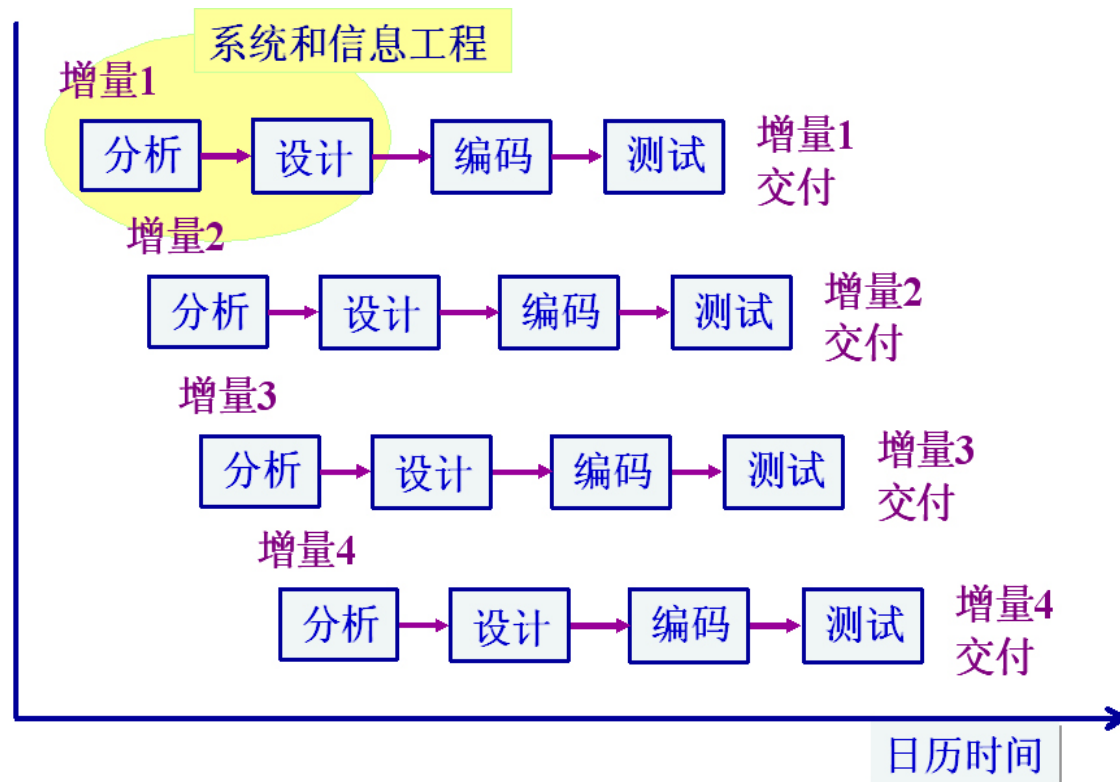 系统和信息工程
增量1
分析
设计
编码
测试
增量1
交付
增量2
分析
设计
编码
测试
增量2
交付
增量3
分析
设计
编码
测试
增量3
交付
增量4
分析
设计
编码
测试
增量4
交付
日历时间